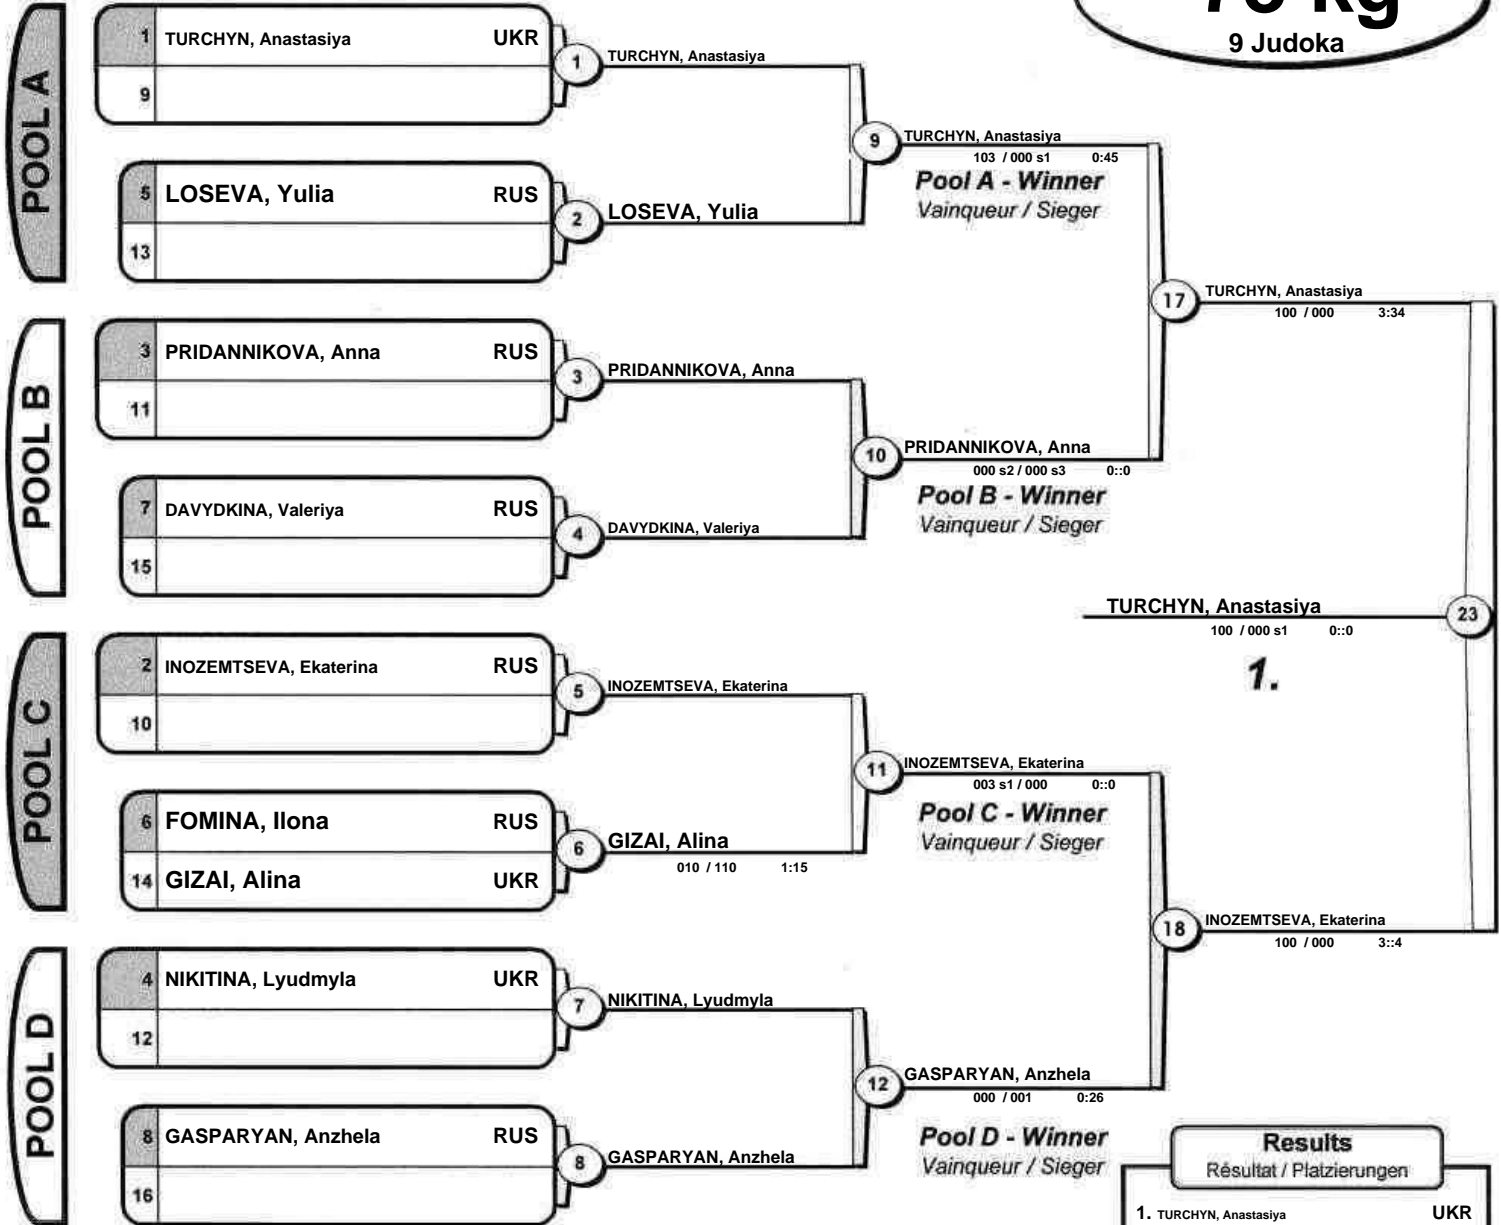 9 Judoka
POOL A
1 TURCHYN, Anastasiya UKR
9
1 TURCHYN, Anastasiya
5 LOSEVA, Yulia RUS
13
2 LOSEVA, Yulia
9 TURCHYN, Anastasiya
103 / 000 s1 0:45
Pool A - Winner
Vainqueur / Sieger
POOL B
3 PRIDANNIKOVA, Anna RUS
11
3 PRIDANNIKOVA, Anna
7 DAVYDKINA, Valeriya RUS
15
4 DAVYDKINA, Valeriya
10 PRIDANNIKOVA, Anna
000 s2 / 000 s3 0::0
Pool B - Winner
Vainqueur / Sieger
17 TURCHYN, Anastasiya
100 / 000 3:34
TURCHYN, Anastasiya 23
100 / 000 s1 0::0
1.
POOL C
2 INOZEMTSEVA, Ekaterina RUS
10
5 INOZEMTSEVA, Ekaterina
6 FOMINA, Ilona RUS
14 GIZAI, Alina UKR
6 GIZAI, Alina
010 / 110 1:15
11 INOZEMTSEVA, Ekaterina
003 s1 / 000 0::0
Pool C - Winner
Vainqueur / Sieger
18 INOZEMTSEVA, Ekaterina
100 / 000 3::4
POOL D
4 NIKITINA, Lyudmyla UKR
12
7 NIKITINA, Lyudmyla
8 GASPARYAN, Anzhela RUS
16
8 GASPARYAN, Anzhela
12 GASPARYAN, Anzhela
000 / 001 0:26
Pool D - Winner
Vainqueur / Sieger
Results
Résultat / Platzierungen
1. TURCHYN, Anastasiya UKR